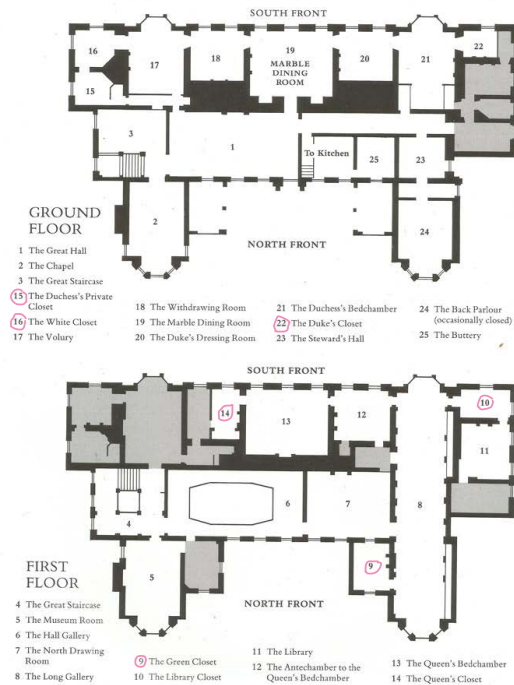 SOUTH FRONT
16
17
18
19
MARBLE
DINING
ROOM
20
21
22
15
3
1
To Kitchen
25
23
2
24
NORTH FRONT
GROUND
FLOOR
1 The Great Hall
2 The Chapel
3 The Great Staircase
15 The Duchess's Private
Closet
16 The White Closet
17 The Volury
18 The Withdrawing Room
19 The Marble Dining Room
20 The Duke's Dressing Room
21 The Duchess's Bedchamber
22 The Duke's Closet
23 The Steward's Hall
24 The Back Parlour
(occasionally closed)
25 The Buttery
SOUTH FRONT
14
13
12
10
11
4
6
7
8
5
9
NORTH FRONT
FIRST
FLOOR
4 The Great Staircase
5 The Museum Room
6 The Hall Gallery
7 The North Drawing
Room
8 The Long Gallery
9 The Green Closet
10 The Library Closet
11 The Library
12 The Antechamber to the
Queen's Bedchamber
13 The Queen's Bedchamber
14 The Queen's Closet